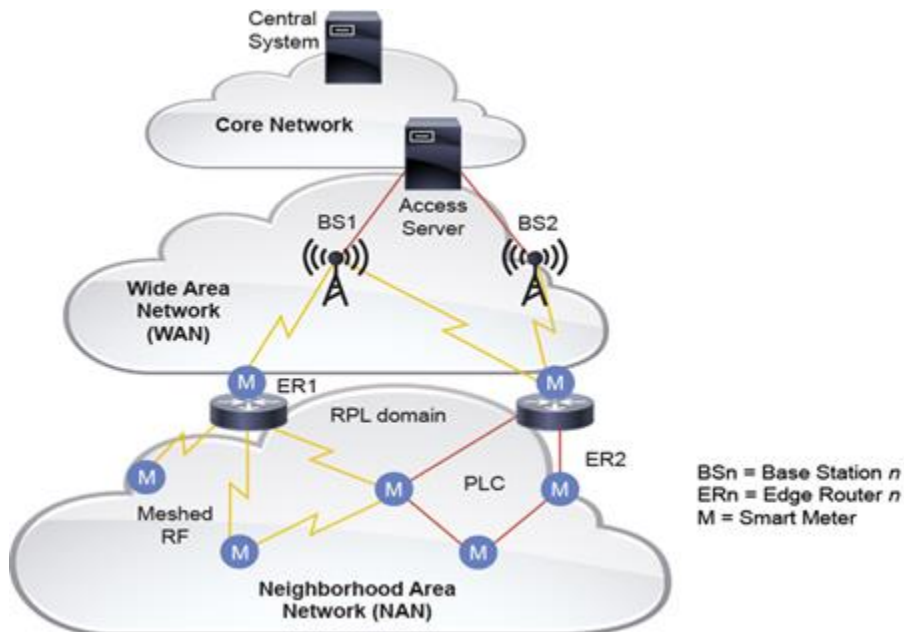 Central
System
Core Network
Access
Server
BS1
BS2
Wide Area
Network
(WAN)
M
ER1
M
RPL domain
M
Meshed
RF
M
M
PLC
M
M
ER2
Neighborhood Area
Network (NAN)
BSn = Base Station n
ERn = Edge Router n
M = Smart Meter